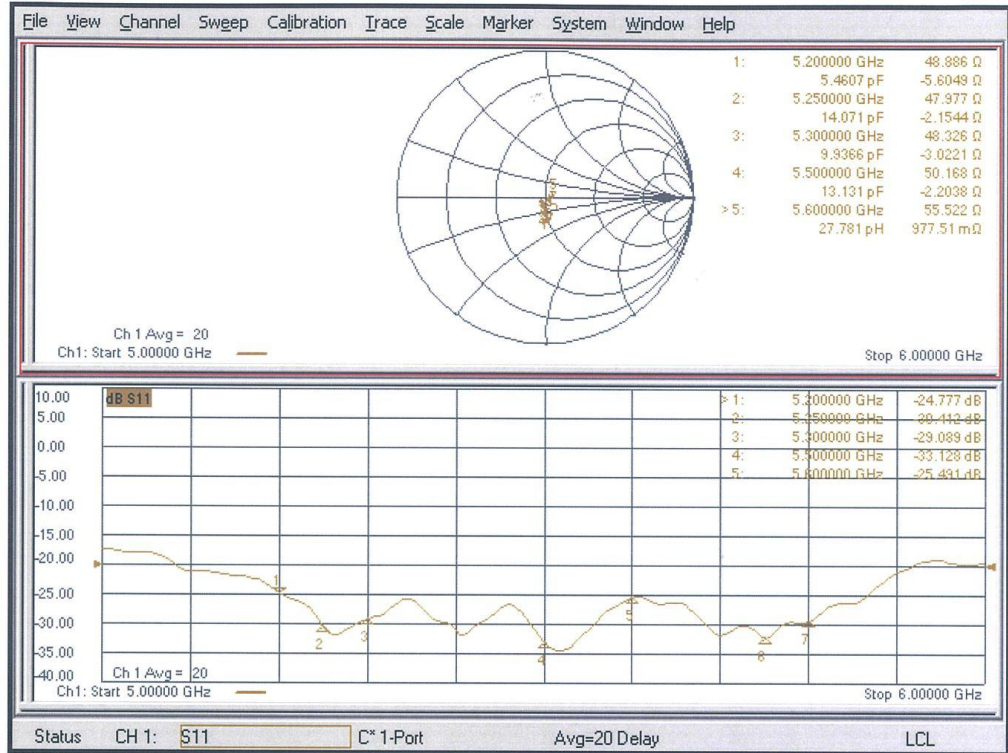 File View Channel Sweep Calibration Trace Scale Marker System Window Help
1: 5.200000 GHz 48.886 Ω
5.4607 pF -5.6049 Ω
2: 5.250000 GHz 47.977 Ω
14.071 pF -2.1544 Ω
3: 5.300000 GHz 48.326 Ω
9.9366 pF -3.0221 Ω
4: 5.500000 GHz 50.168 Ω
13.131 pF -2.2038 Ω
>5: 5.600000 GHz 55.522 Ω
27.781 pH 977.51 mΩ
5
Ch 1 Avg = 20
Ch1: Start 5.00000 GHz
Stop 6.00000 GHz
10.00
dB S11
> 1: 5.200000 GHz -24.777 dB
2: 5.250000 GHz -30.412 dB
3: 5.300000 GHz -29.089 dB
4: 5.500000 GHz -33.128 dB
5: 5.600000 GHz -25.491 dB
5.00
0.00
-5.00
-10.00
-15.00
-20.00
-25.00
-30.00
-35.00
-40.00
1
2
3
4
5
6
7
Ch 1 Avg = 20
Ch1: Start 5.00000 GHz
Stop 6.00000 GHz
Status CH 1: S11 C* 1-Port Avg=20 Delay LCL